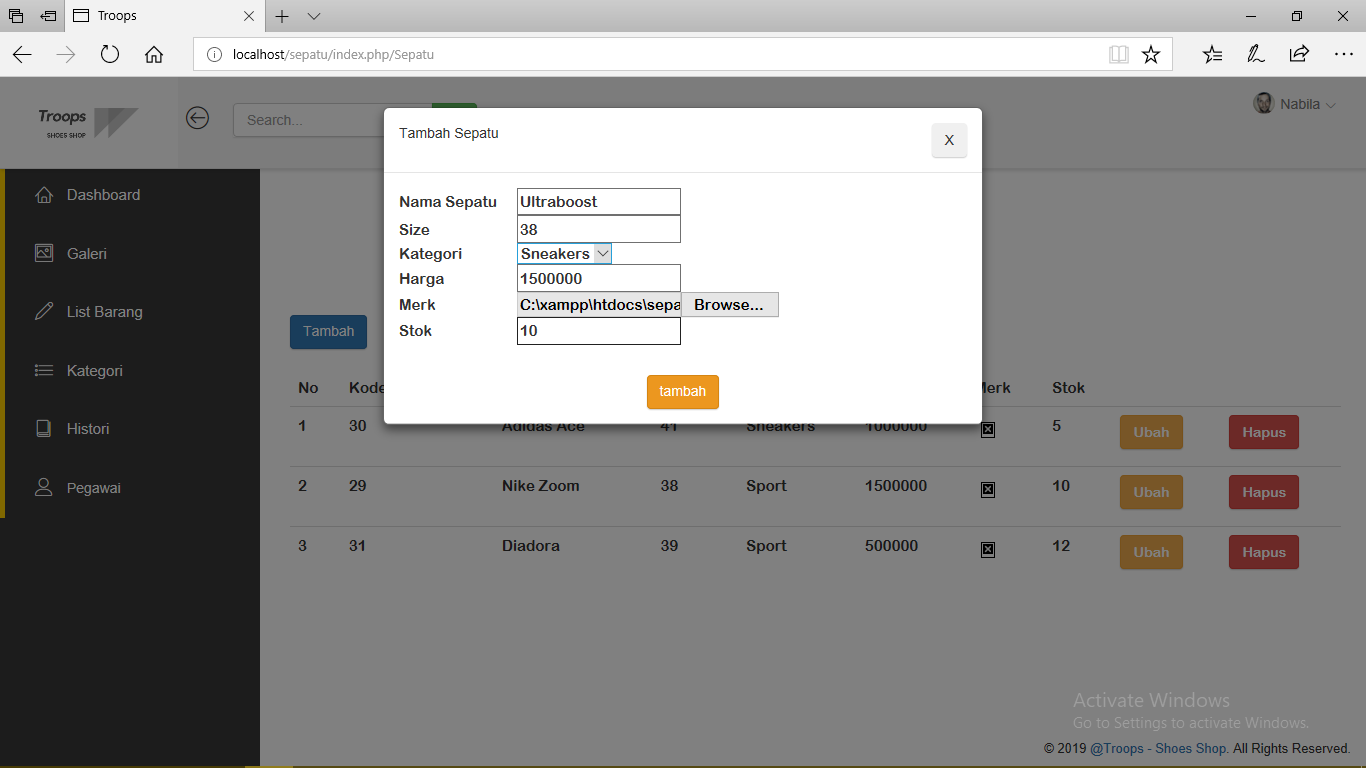 Troops
localhost/sepatu/index.php/Sepatu
Troops
SHOES SHOP
Search...
Nabila
Dashboard
Galeri
List Barang
Kategori
Histori
Pegawai
Tambah Sepatu
X
Nama Sepatu Ultraboost
Size 38
Kategori Sneakers
Harga 1500000
Merk C:\xampp\htdocs\sepa Browse...
Stok 10
tambah
Tambah
No Kode Merk Stok
1 30 Adidas Ace 41 Sneakers 1000000 5 Ubah Hapus
2 29 Nike Zoom 38 Sport 1500000 10 Ubah Hapus
3 31 Diadora 39 Sport 500000 12 Ubah Hapus
Activate Windows
Go to Settings to activate Windows.
© 2019 @Troops - Shoes Shop. All Rights Reserved.